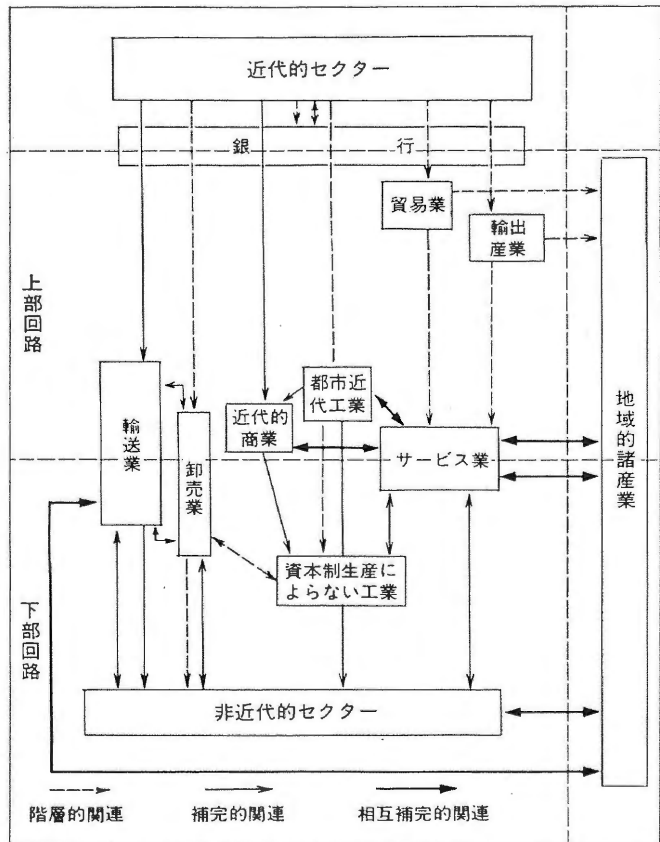 近代的セクター
銀行
貿易業
輸出
産業
上部回路
都市近
代工業
近代的
商業
輸送業
卸売業
サービス業
地域的諸産業
資本制生産に
よらない工業
下部回路
非近代的セクター
階層的関連
補完的関連
相互補完的関連